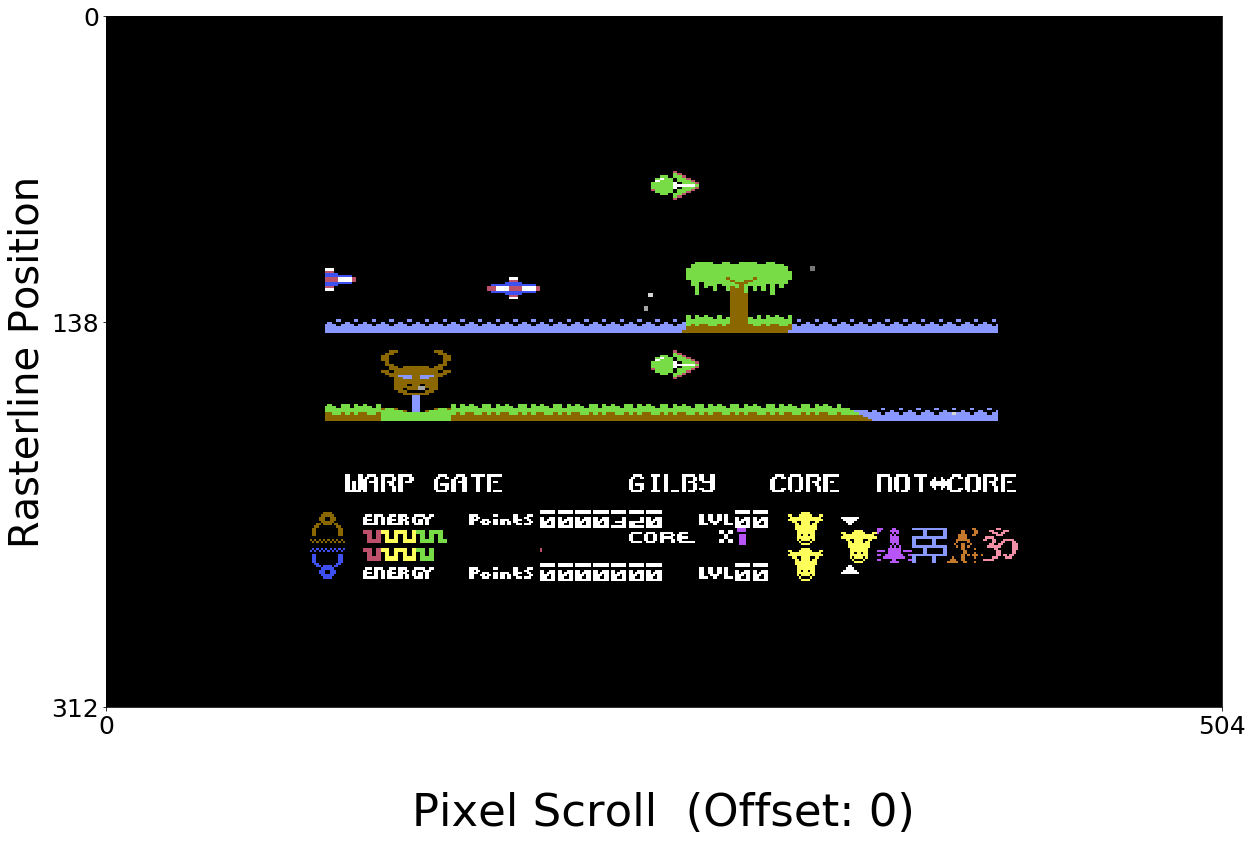 0
Rasterline Position
138
WARP GATE GILBY CORE NOT↔CORE
ENERGY PointS 0000320 LVL00
CORE X
ENERGY PointS 0000000 LVL00
ॐ
312
0 504
Pixel Scroll (Offset: 0)